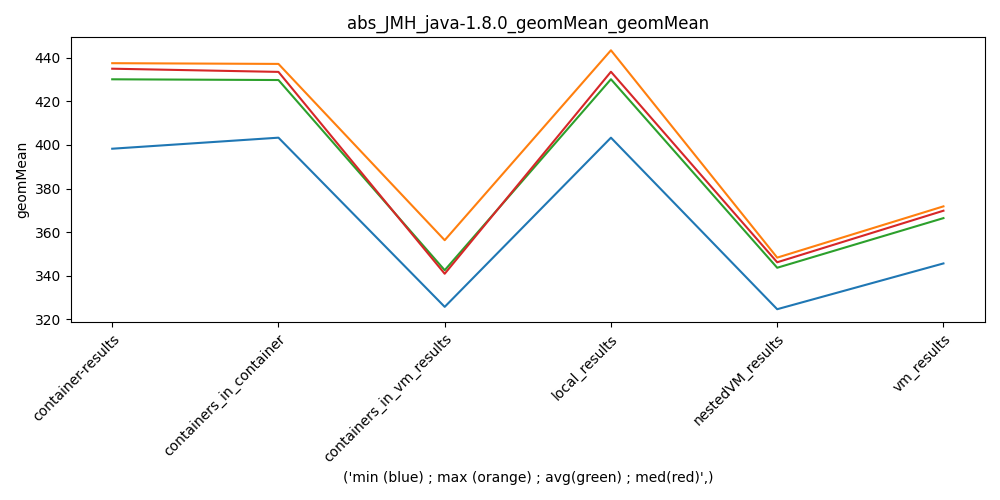 abs_JMH_java-1.8.0_geomMean_geomMean
geomMean
440
420
400
380
360
340
320
container-results
containers_in_container
containers_in_vm_results
local_results
nestedVM_results
vm_results
('min (blue) ; max (orange) ; avg(green) ; med(red)',)